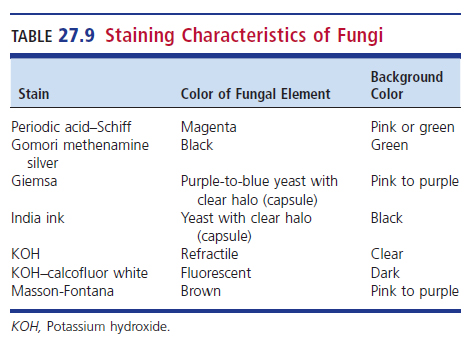 TABLE 27.9 Staining Characteristics of Fungi
Stain Color of Fungal Element Background Color
Periodic acid–Schiff Magenta Pink or green
Gomori methenamine silver Black Green
Giemsa Purple-to-blue yeast with clear halo (capsule) Pink to purple
India ink Yeast with clear halo (capsule) Black
KOH Refractile Clear
KOH–calcofluor white Fluorescent Dark
Masson-Fontana Brown Pink to purple
KOH, Potassium hydroxide.